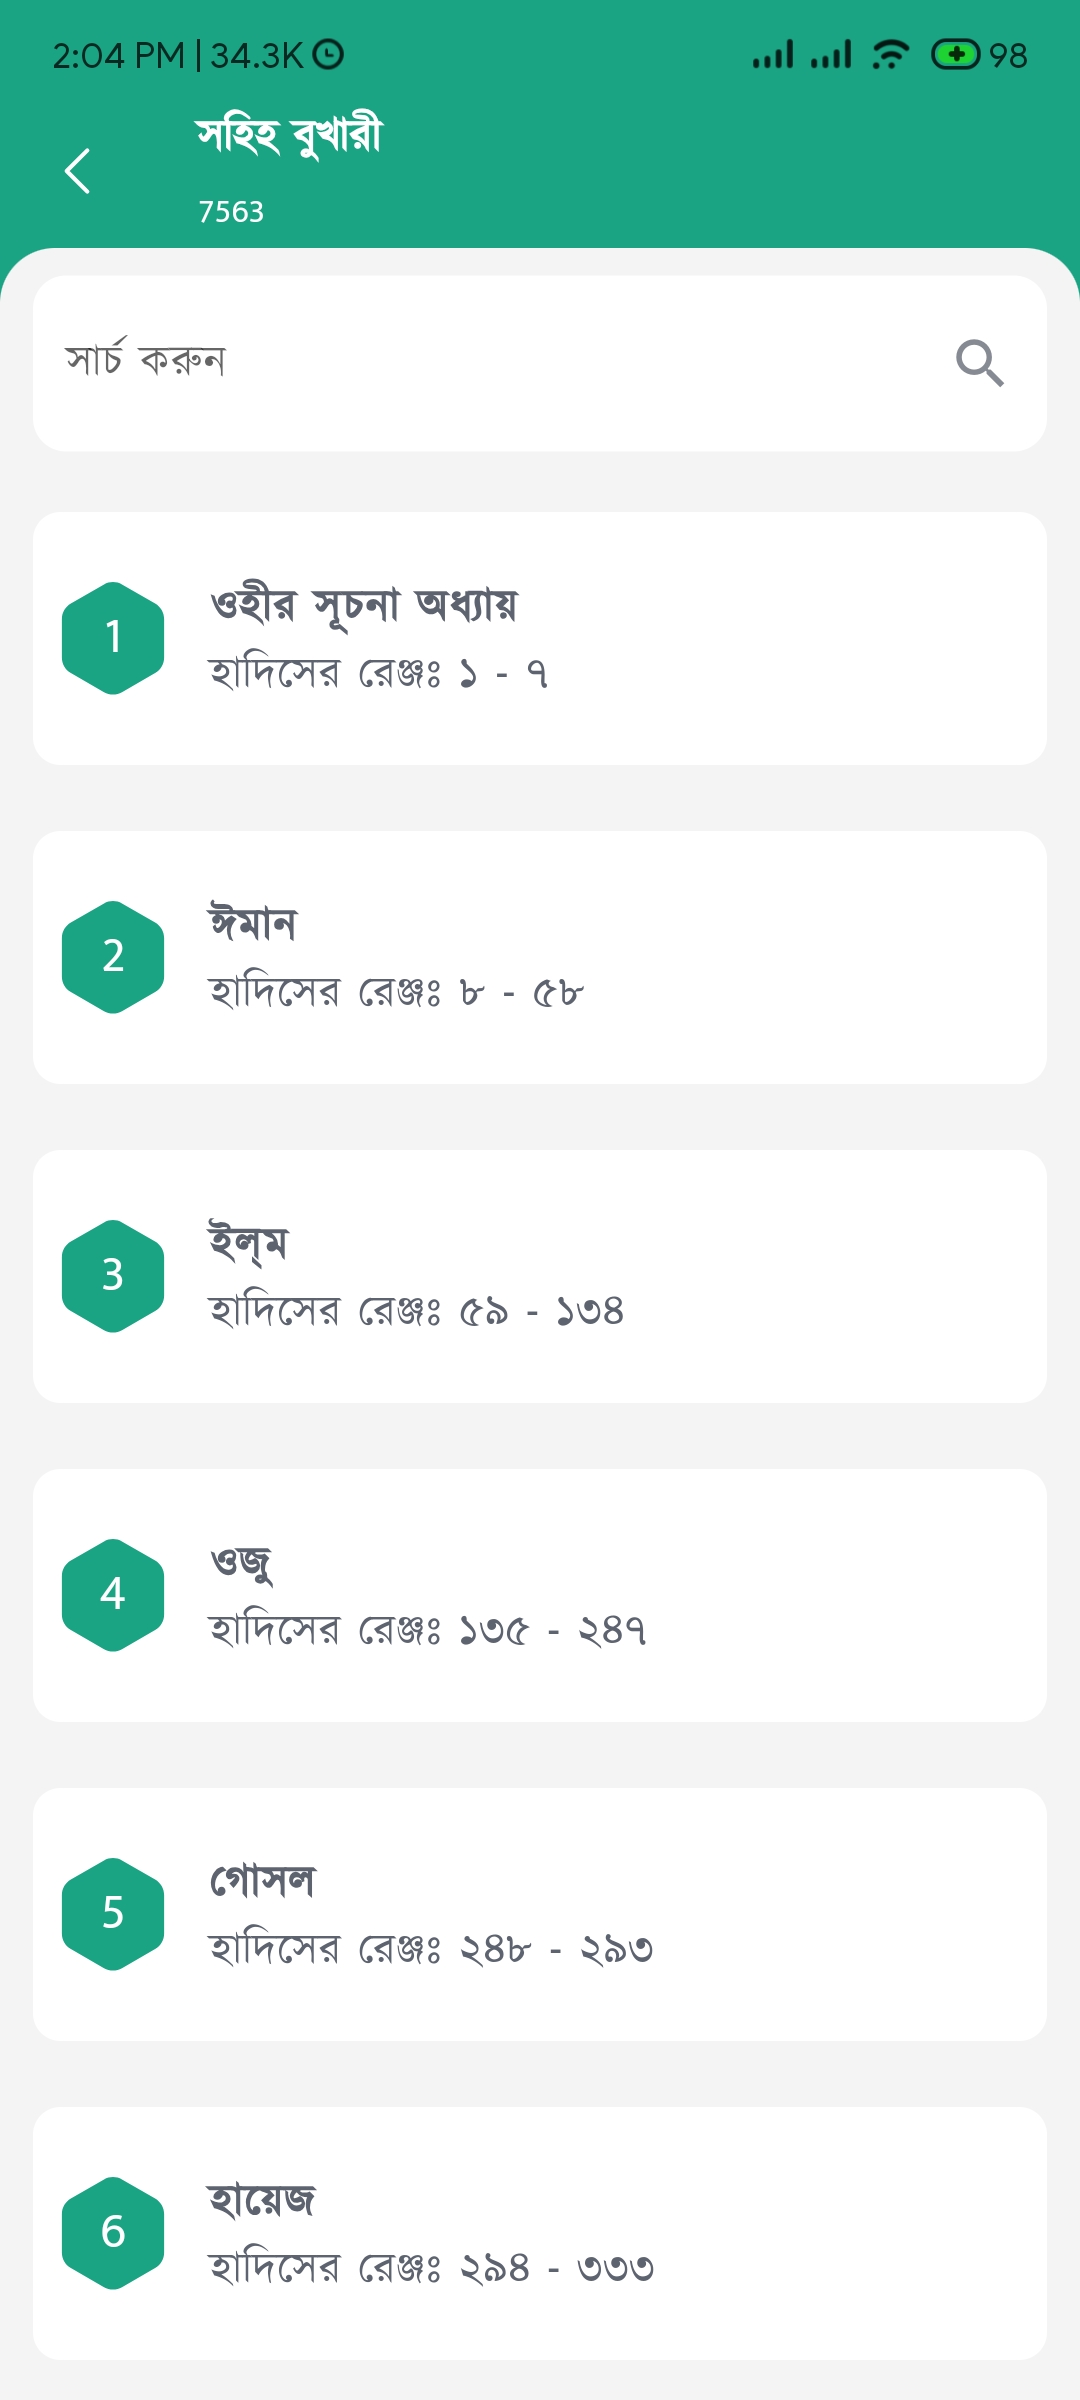 2:04 PM | 34.3K 98
সহিহ বুখারী
7563
সার্চ করুন
1
ওহীর সূচনা অধ্যায়
হাদিসের রেঞ্জঃ ১ - ৭
2
ঈমান
হাদিসের রেঞ্জঃ ৮ - ৫৮
3
ইল্‌ম
হাদিসের রেঞ্জঃ ৫৯ - ১৩৪
4
ওজু
হাদিসের রেঞ্জঃ ১৩৫ - ২৪৭
5
গোসল
হাদিসের রেঞ্জঃ ২৪৮ - ২৯৩
6
হায়েজ
হাদিসের রেঞ্জঃ ২৯৪ - ৩৩৩